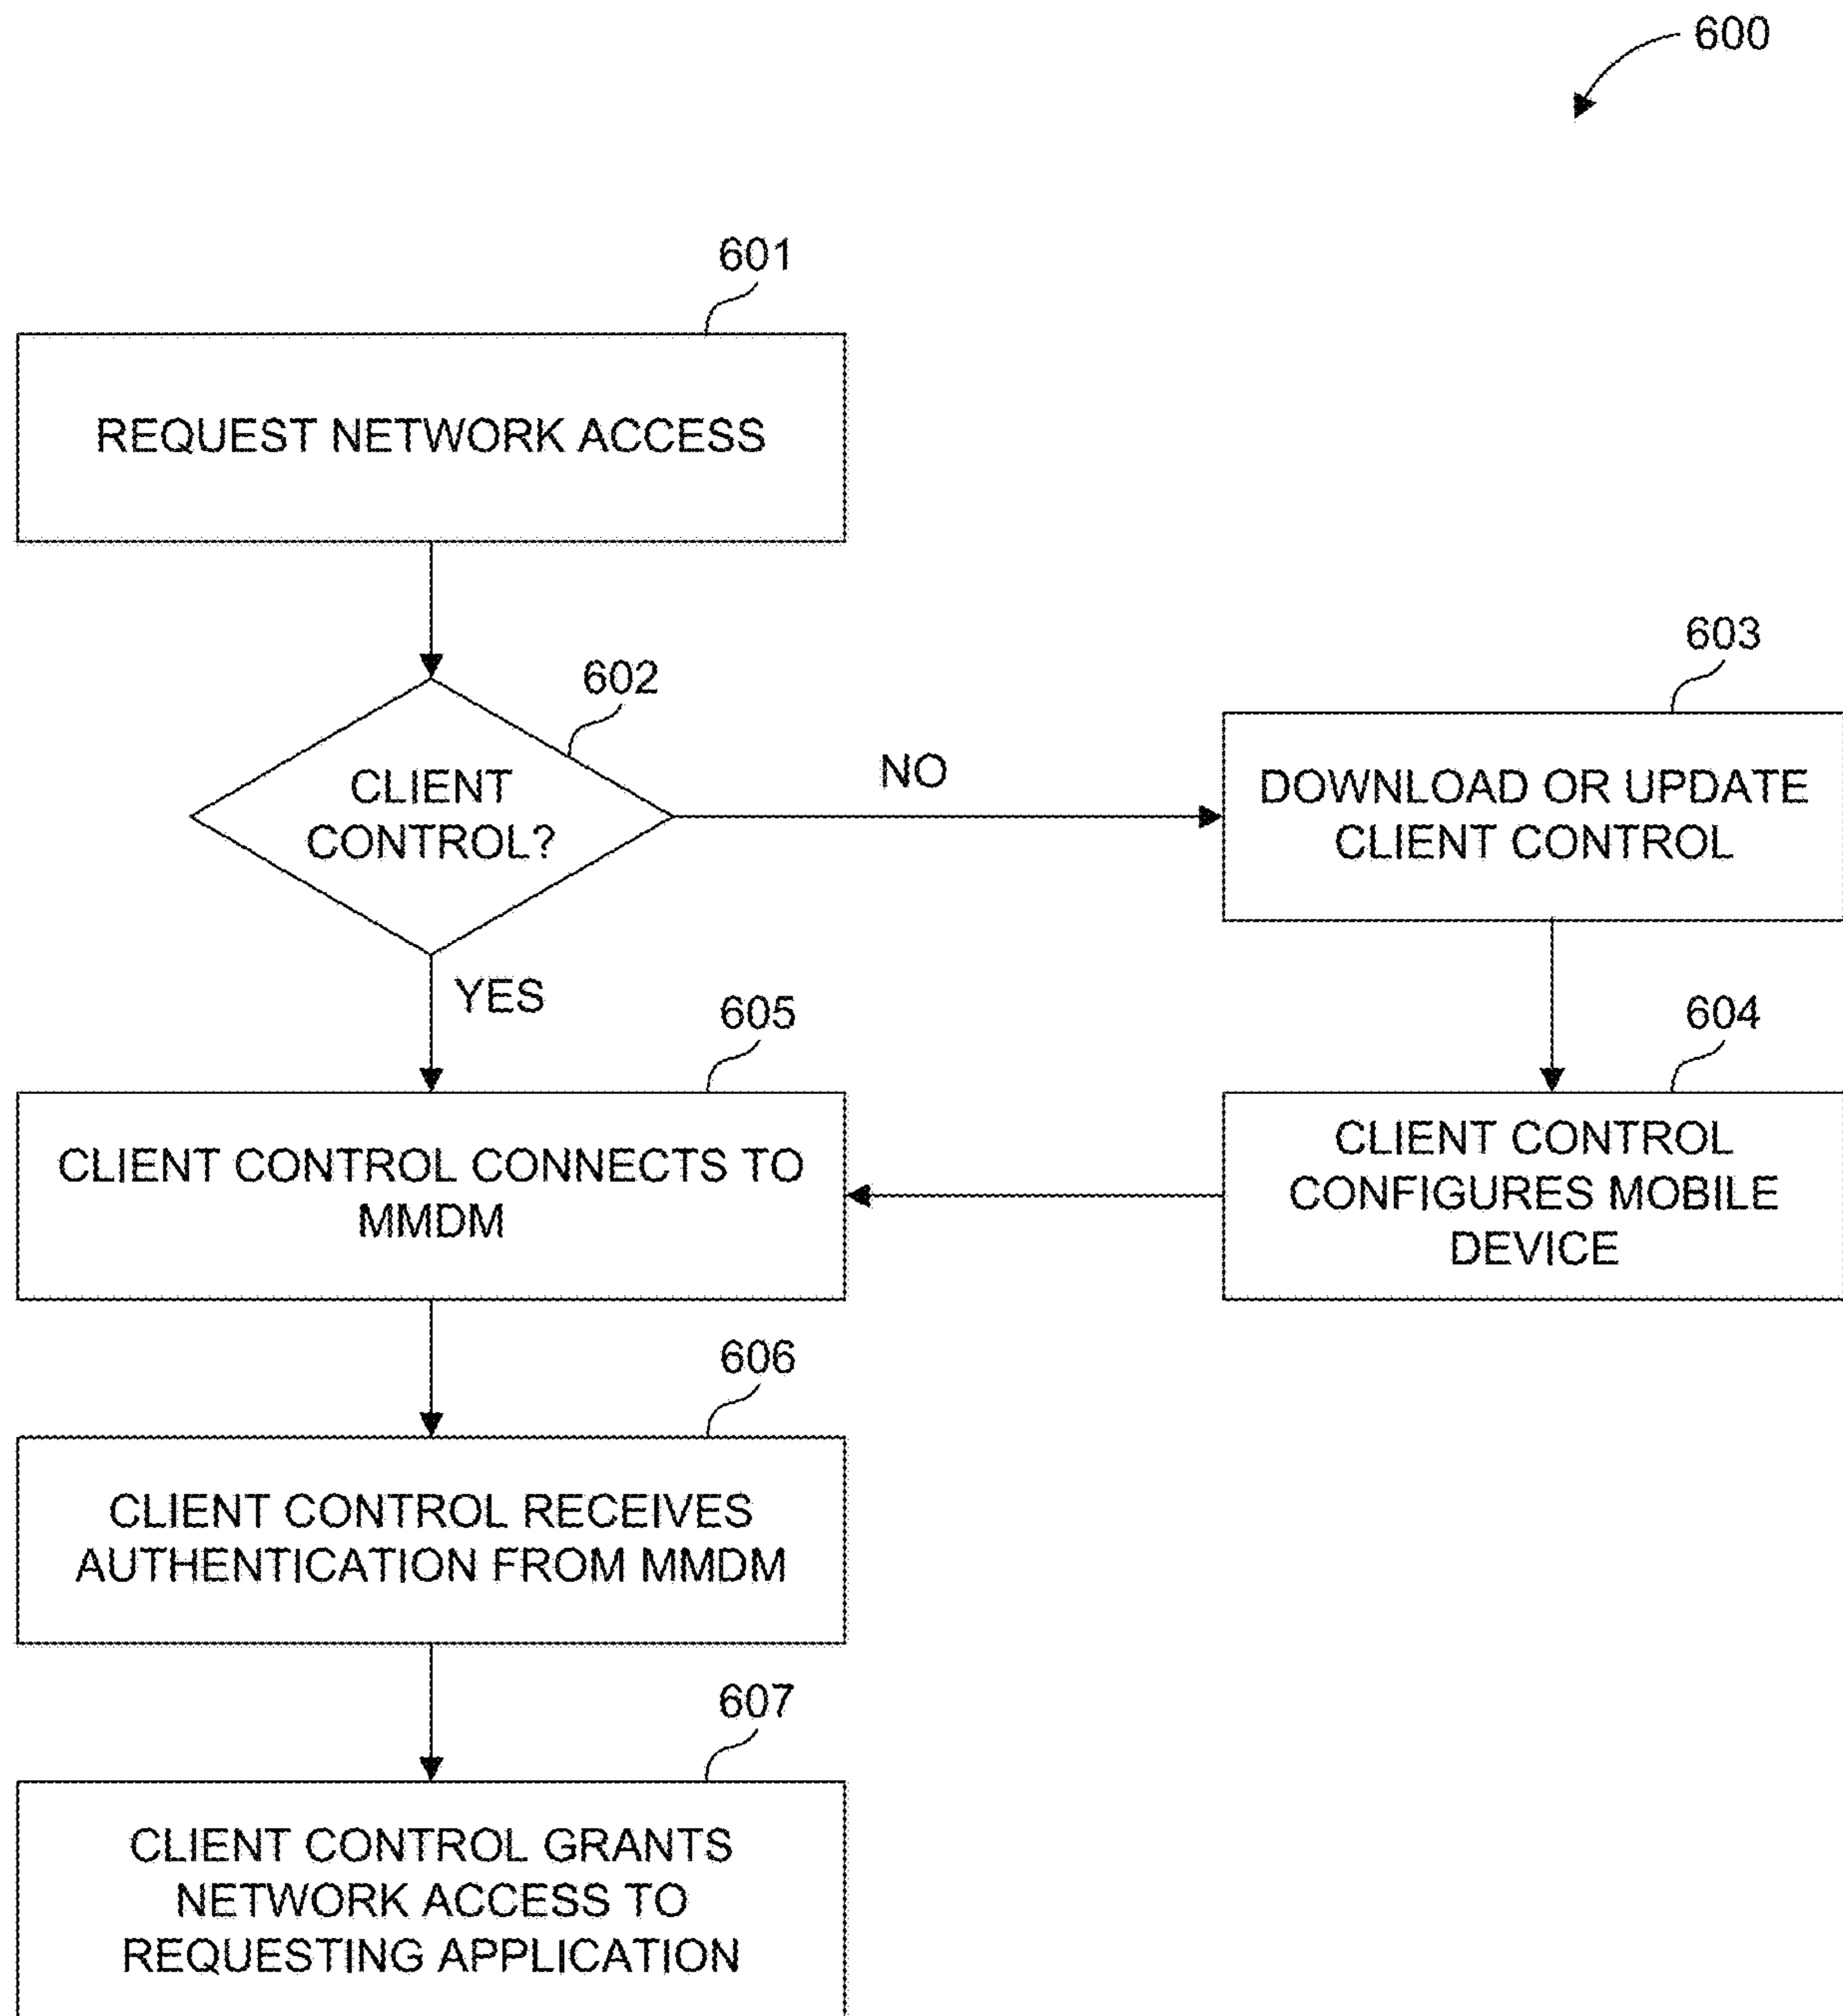 600
601
REQUEST NETWORK ACCESS
602
CLIENT
CONTROL?
NO
603
DOWNLOAD OR UPDATE
CLIENT CONTROL
YES
605
CLIENT CONTROL CONNECTS TO
MMDM
604
CLIENT CONTROL
CONFIGURES MOBILE
DEVICE
606
CLIENT CONTROL RECEIVES
AUTHENTICATION FROM MMDM
607
CLIENT CONTROL GRANTS
NETWORK ACCESS TO
REQUESTING APPLICATION